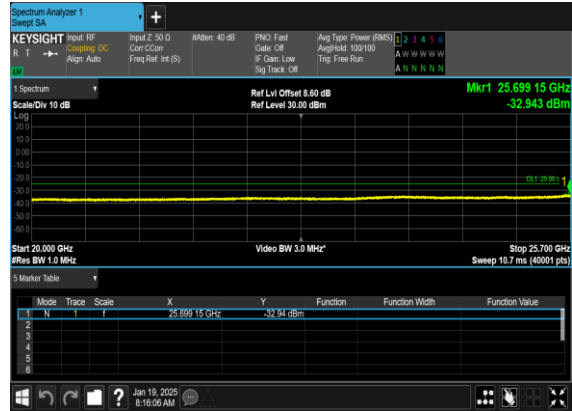 Spectrum Analyzer 1
Swept SA
KEYSIGHT Input: RF Input Z: 50 Ω #Atten: 40 dB PNO: Fast Avg Type: Power (RMS) 1 2 3 4 5 6
R T Coupling: DC Corr CCorr Gate: Off Avg|Hold: 100/100 A W W W W W
Align: Auto Freq Ref: Int (S) IF Gain: Low Trig: Free Run
Sig Track: Off A N N N N N
1 Spectrum Ref Lvl Offset 8.60 dB Mkr1 25.699 15 GHz
Scale/Div 10 dB Ref Level 30.00 dBm -32.943 dBm
Log
20.0
10.0
0.00
-10.0
-20.0
DL1 -25.00 1
-30.0
-40.0
-50.0
-60.0
Start 20.000 GHz Video BW 3.0 MHz* Stop 25.700 GHz
#Res BW 1.0 MHz Sweep 10.7 ms (40001 pts)
5 Marker Table
Mode Trace Scale X Y Function Function Width Function Value
1 N 1 f 25.699 15 GHz -32.94 dBm
2
3
4
5
6
? Jan 19, 2025
8:16:06 AM